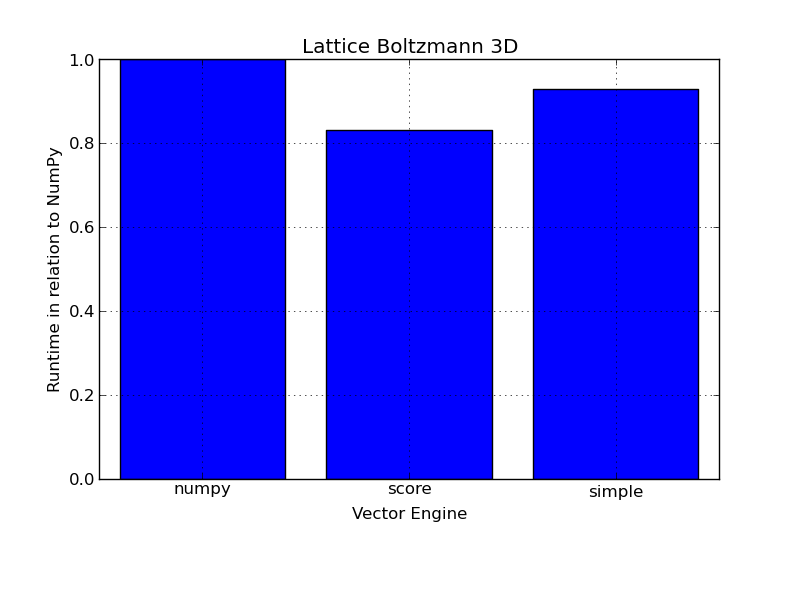 Lattice Boltzmann 3D
1.0
0.8
0.6
0.4
0.2
0.0
Runtime in relation to NumPy
numpy score simple
Vector Engine